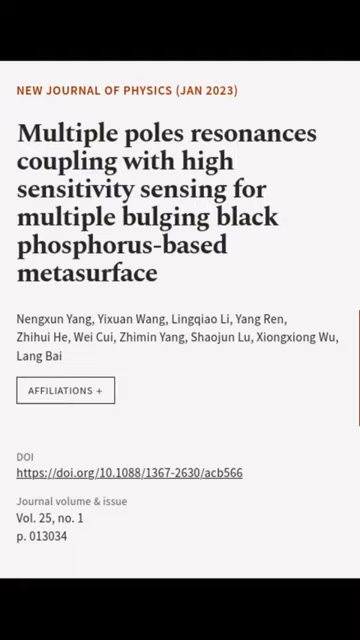 NEW JOURNAL OF PHYSICS (JAN 2023)
Multiple poles resonances
coupling with high
sensitivity sensing for
multiple bulging black
phosphorus-based
metasurface
Nengxun Yang, Yixuan Wang, Lingqiao Li, Yang Ren,
Zhihui He, Wei Cui, Zhimin Yang, Shaojun Lu, Xiongxiong Wu,
Lang Bai
AFFILIATIONS +
DOI
https://doi.org/10.1088/1367-2630/acb566
Journal volume & issue
Vol. 25, no. 1
p. 013034